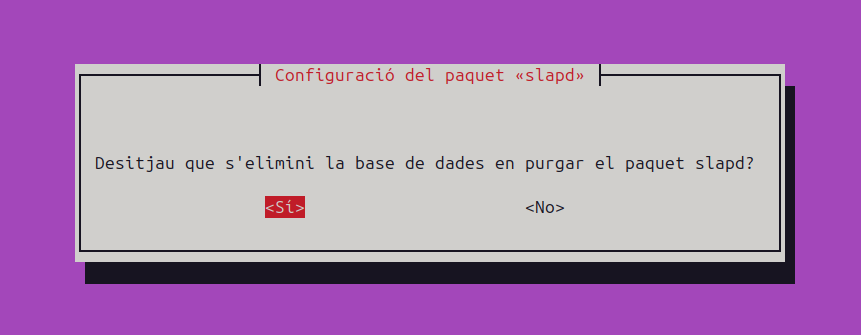 Configuració del paquet «slapd»
Desitjau que s'elimini la base de dades en purgar el paquet slapd?
<Sí> <No>